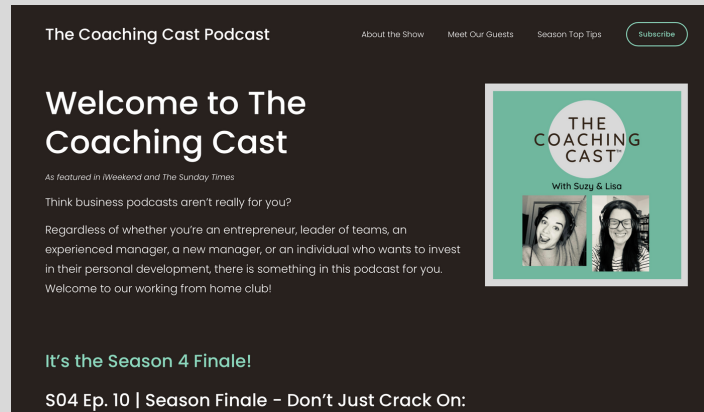 The Coaching Cast Podcast
About the Show
Meet Our Guests
Season Top Tips
Subscribe
Welcome to The
Coaching Cast
As featured in iWeekend and The Sunday Times
Think business podcasts aren't really for you?
Regardless of whether you're an entrepreneur, leader of teams, an
experienced manager, a new manager, or an individual who wants to invest
in their personal development, there is something in this podcast for you.
Welcome to our working from home club!
THE
COACHING
CAST™
With Suzy & Lisa
It's the Season 4 Finale!
S04 Ep. 10 | Season Finale - Don't Just Crack On: